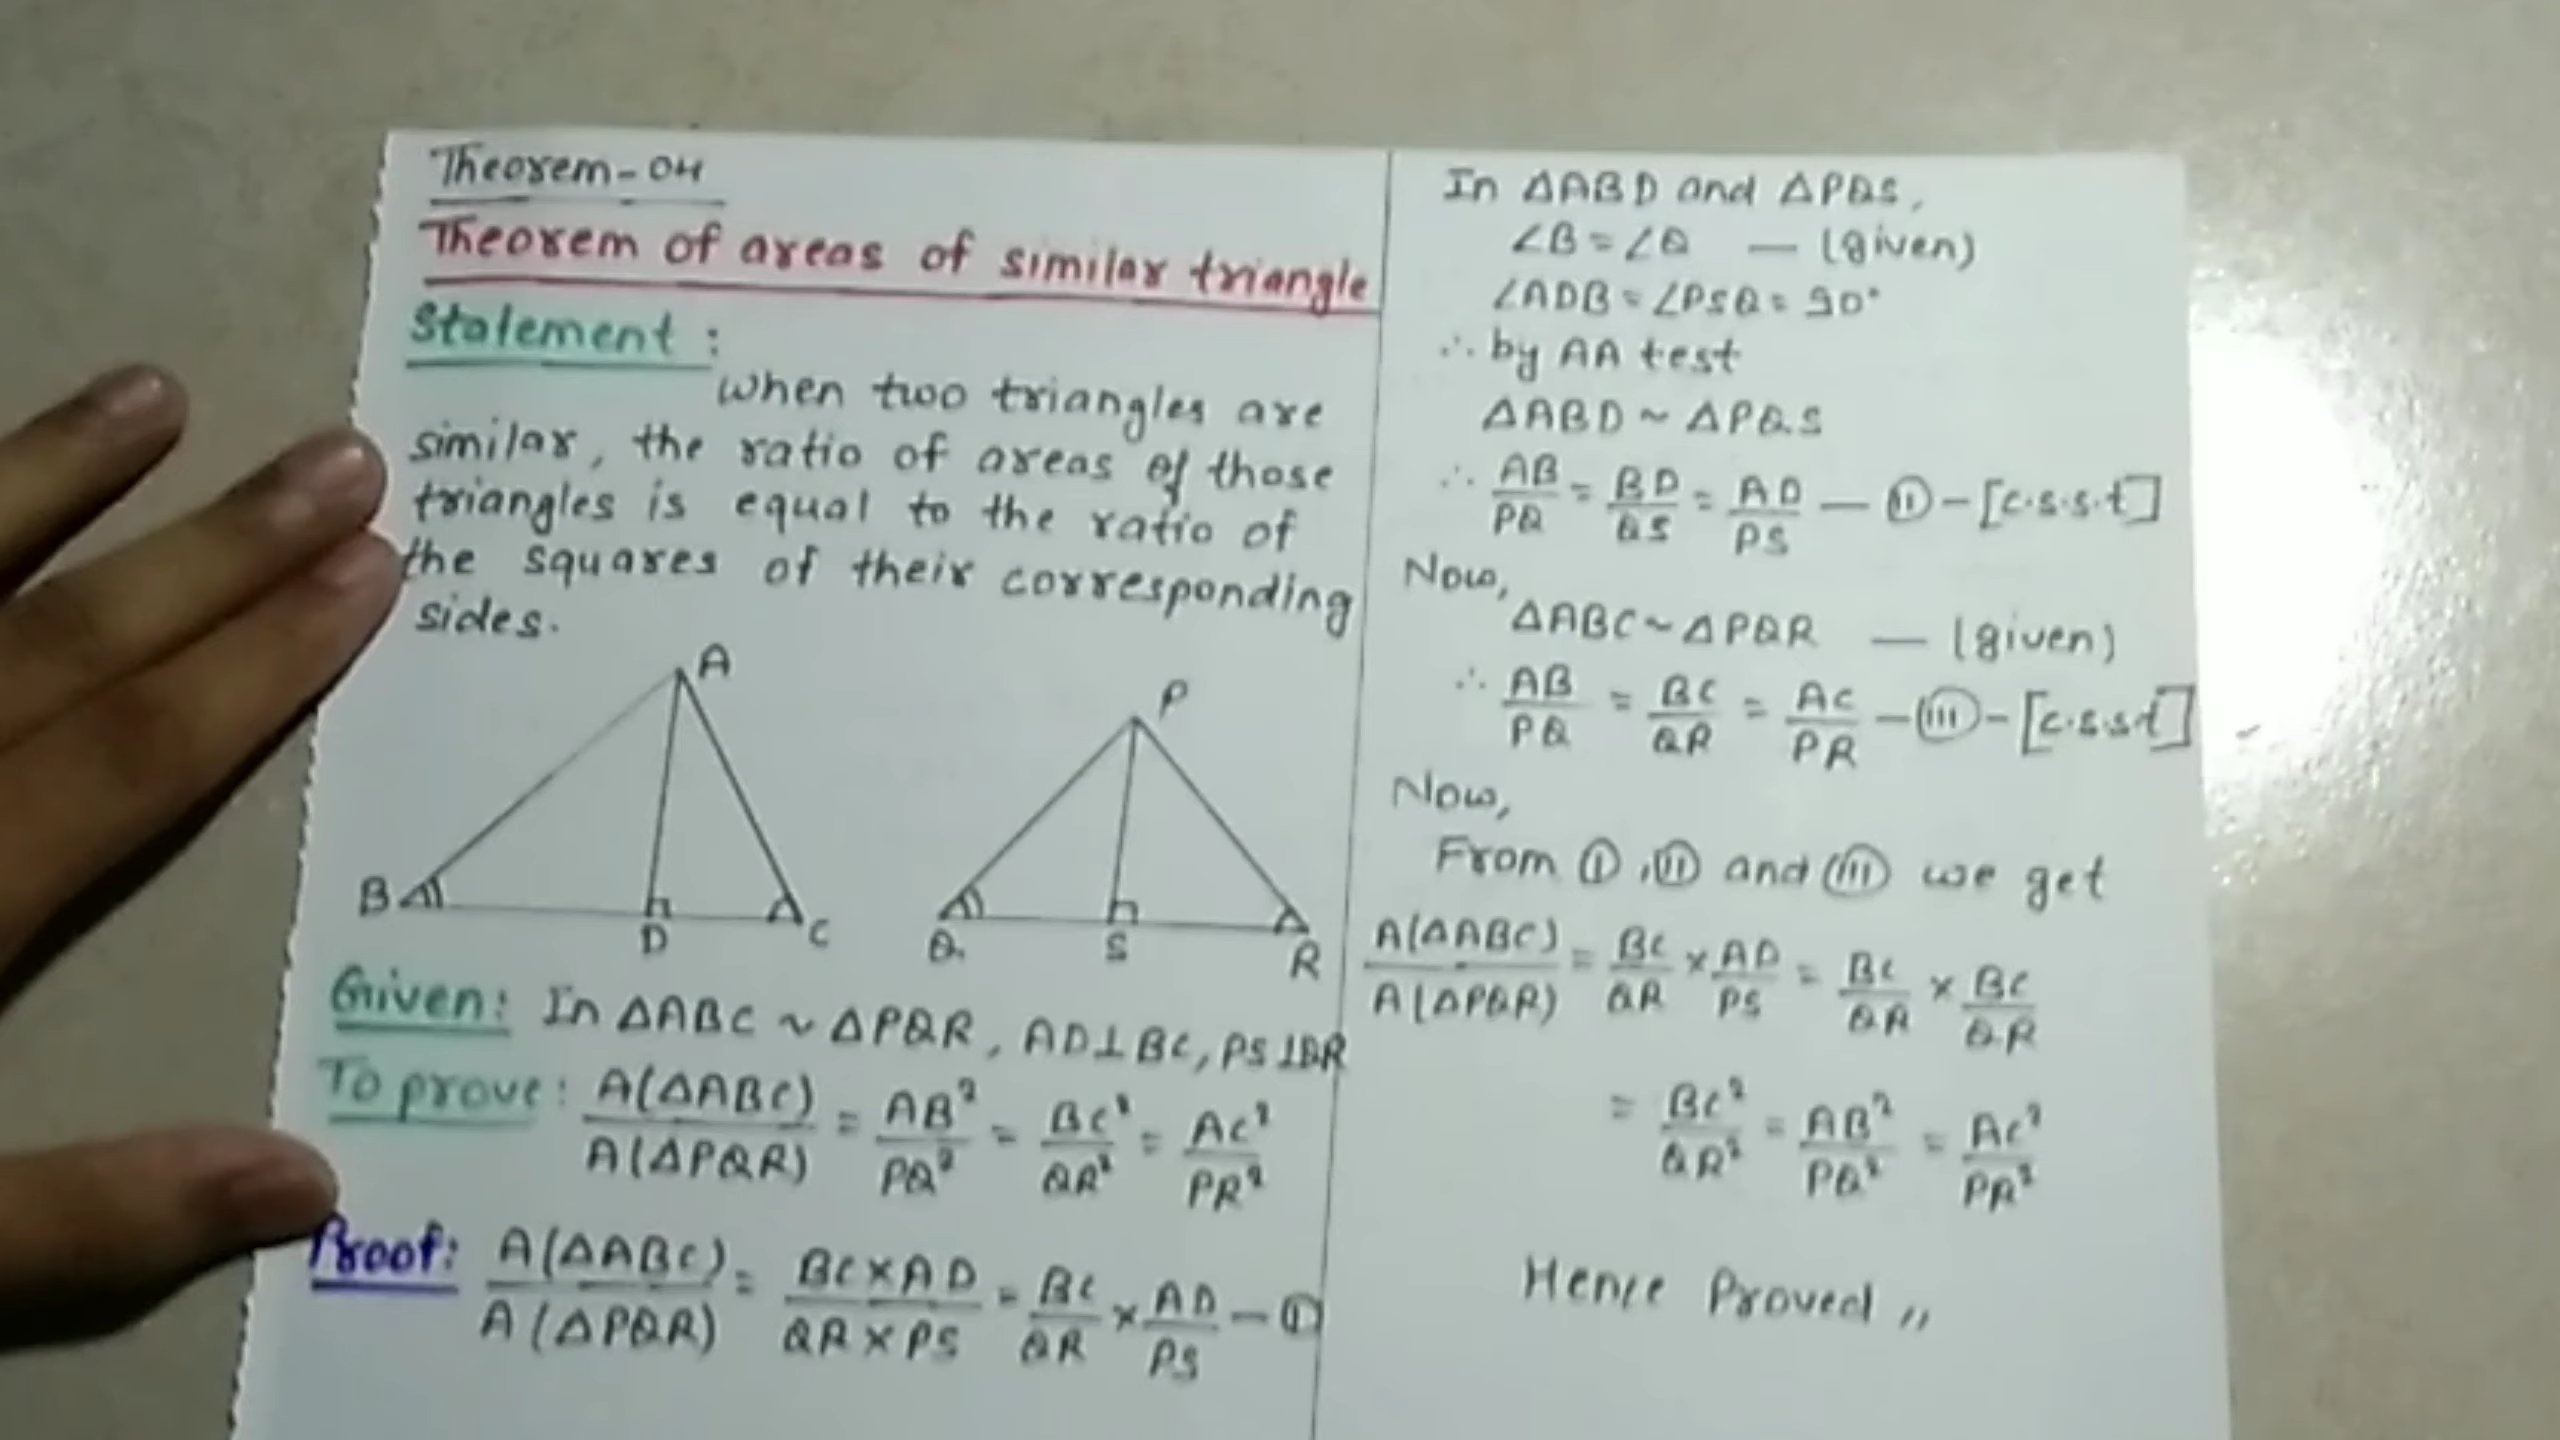 Theorem-04
Theorem of areas of similar triangle
Statement :
When two triangles are
similar, the ratio of areas of those
triangles is equal to the ratio of
the squares of their corresponding
sides.
A
P
B
D
C
Q
S
R
Given: In ΔABC ~ ΔPQR, AD⊥BC, PS⊥QR
To prove: A(ΔABC)/A(ΔPQR) = AB²/PQ² = BC²/QR² = AC²/PR²
Proof: A(ΔABC)/A(ΔPQR) = BC×AD/QR×PS = BC/QR × AD/PS — Ⓘ
In ΔABD and ΔPQS,
∠B = ∠Q — (given)
∠ADB = ∠PSQ = 90°
∴ by AA test
ΔABD ~ ΔPQS
∴ AB/PQ = BD/QS = AD/PS — (II) - [c.s.s.t]
Now,
ΔABC ~ ΔPQR — (given)
∴ AB/PQ = BC/QR = AC/PR — (III) - [c.s.s.t]
Now,
From (I), (II) and (III) we get
A(ΔABC)/A(ΔPQR) = BC/QR × AD/PS = BC/QR × BC/QR
= BC²/QR² = AB²/PQ² = AC²/PR²
Hence Proved „